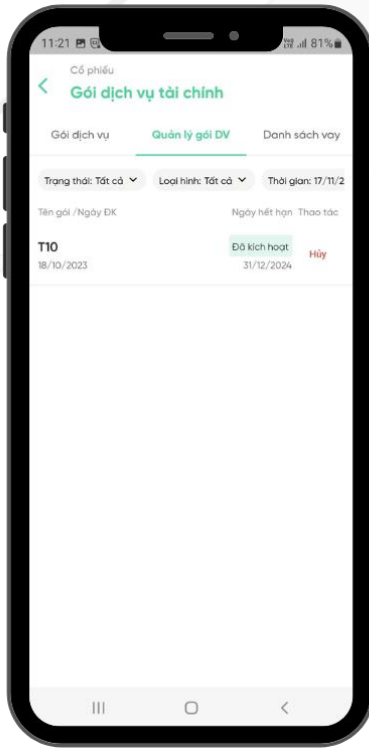 11:21
81%
Cổ phiếu
Gói dịch vụ tài chính
Gói dịch vụ Quản lý gói DV Danh sách vay
Trạng thái: Tất cả Loại hình: Tất cả Thời gian: 17/11/2
Tên gói /Ngày ĐK Ngày hết hạn Thao tác
T10 Đã kích hoạt Hủy
18/10/2023 31/12/2024